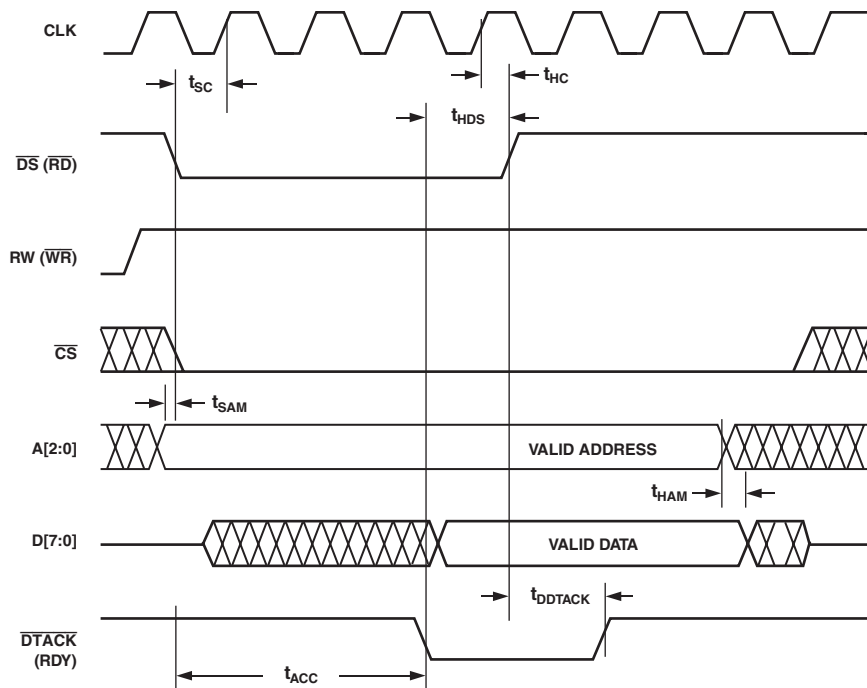 CLK
tSC
tHC
tHDS
DS (RD)
RW (WR)
CS
tSAM
A[2:0]
VALID ADDRESS
tHAM
D[7:0]
VALID DATA
tDDTACK
DTACK
(RDY)
tACC